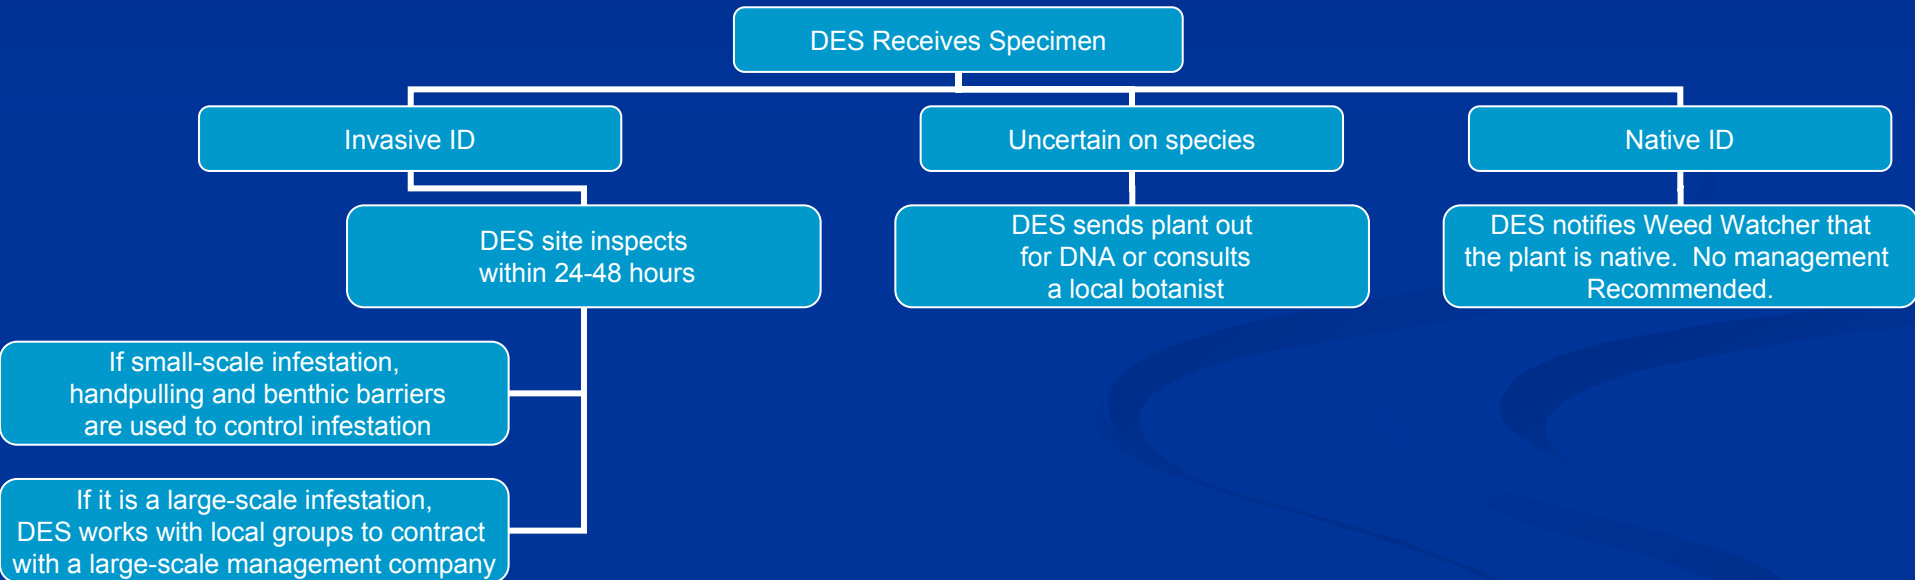 DES Receives Specimen
Invasive ID
Uncertain on species
Native ID
DES site inspects
within 24-48 hours
DES sends plant out
for DNA or consults
a local botanist
DES notifies Weed Watcher that
the plant is native.  No management
Recommended.
If small-scale infestation,
handpulling and benthic barriers
are used to control infestation
If it is a large-scale infestation,
DES works with local groups to contract
with a large-scale management company